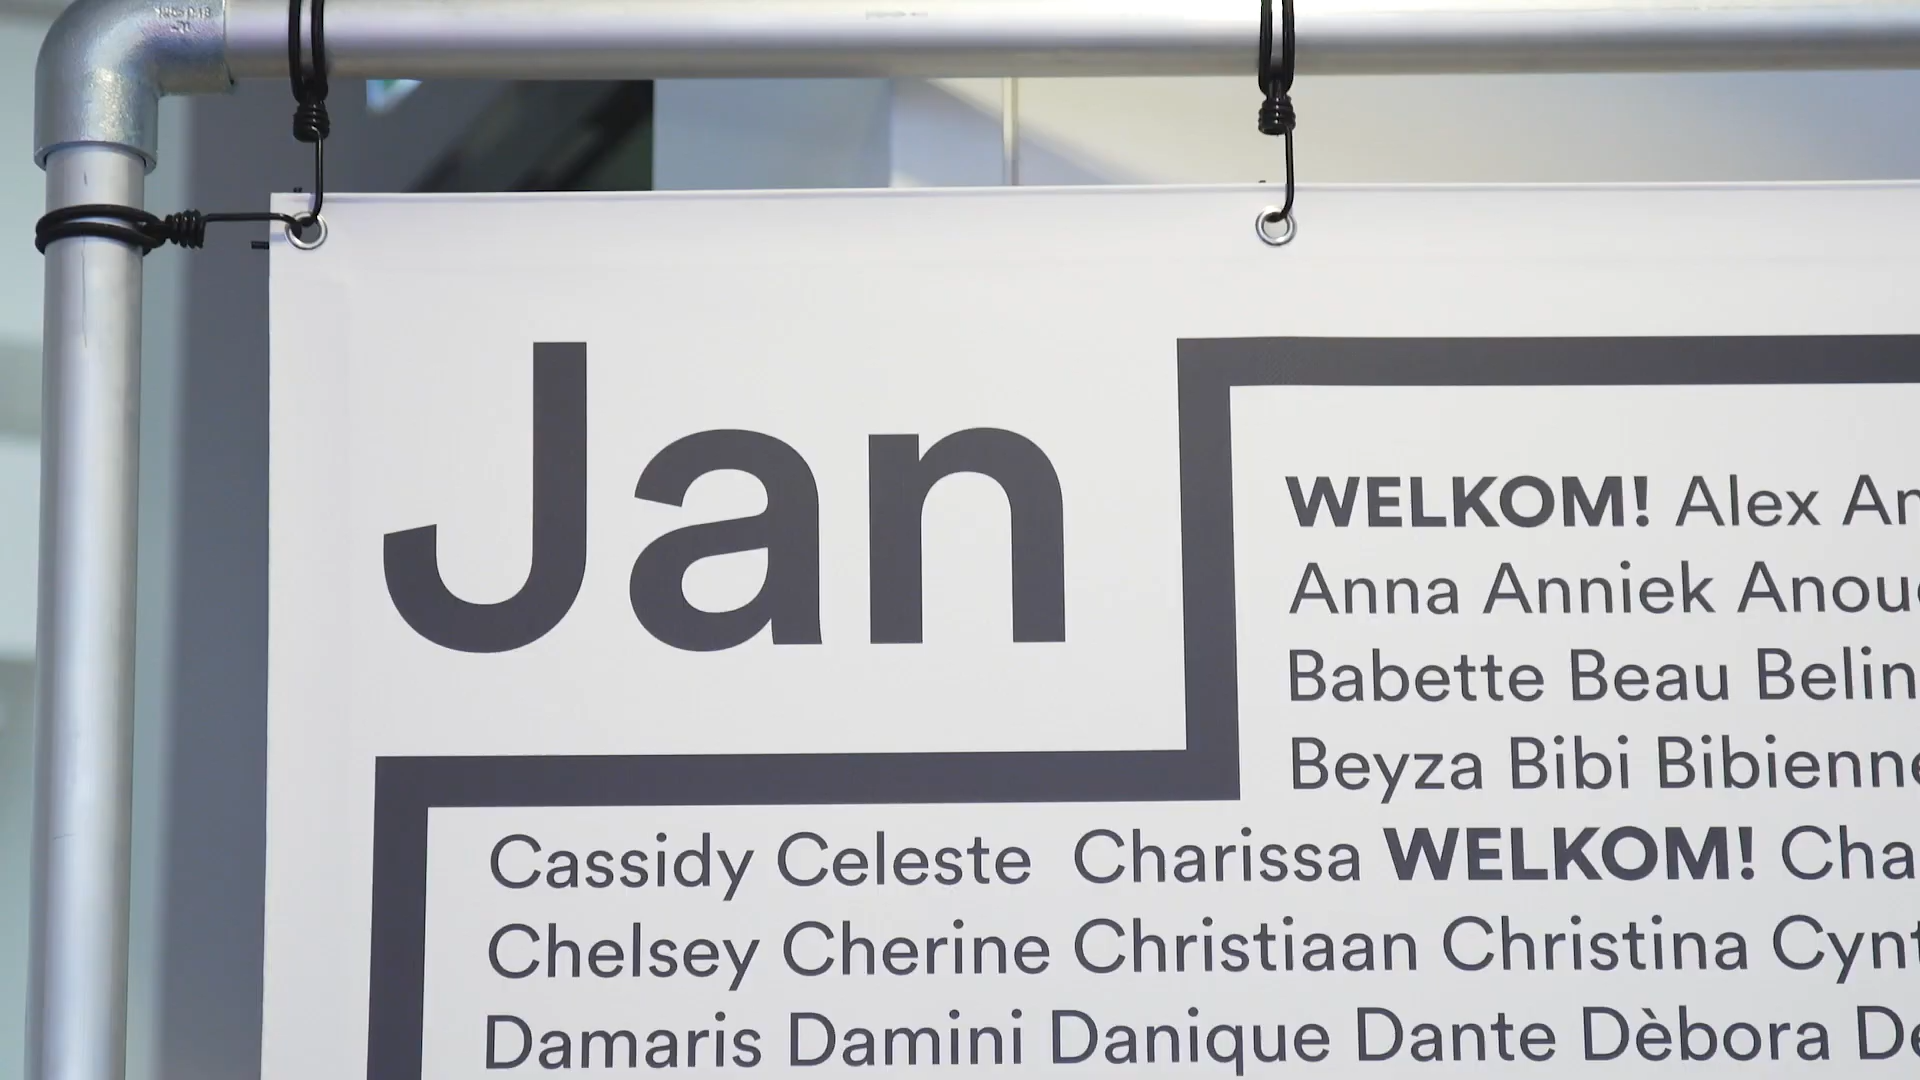 Jan
WELKOM! Alex
Anna Anniek
Babette Beau
Beyza Bibi
Cassidy Celeste Charissa WELKOM!
Chelsey Cherine Christiaan Christina
Damaris Damini Danique Dante Dèbora